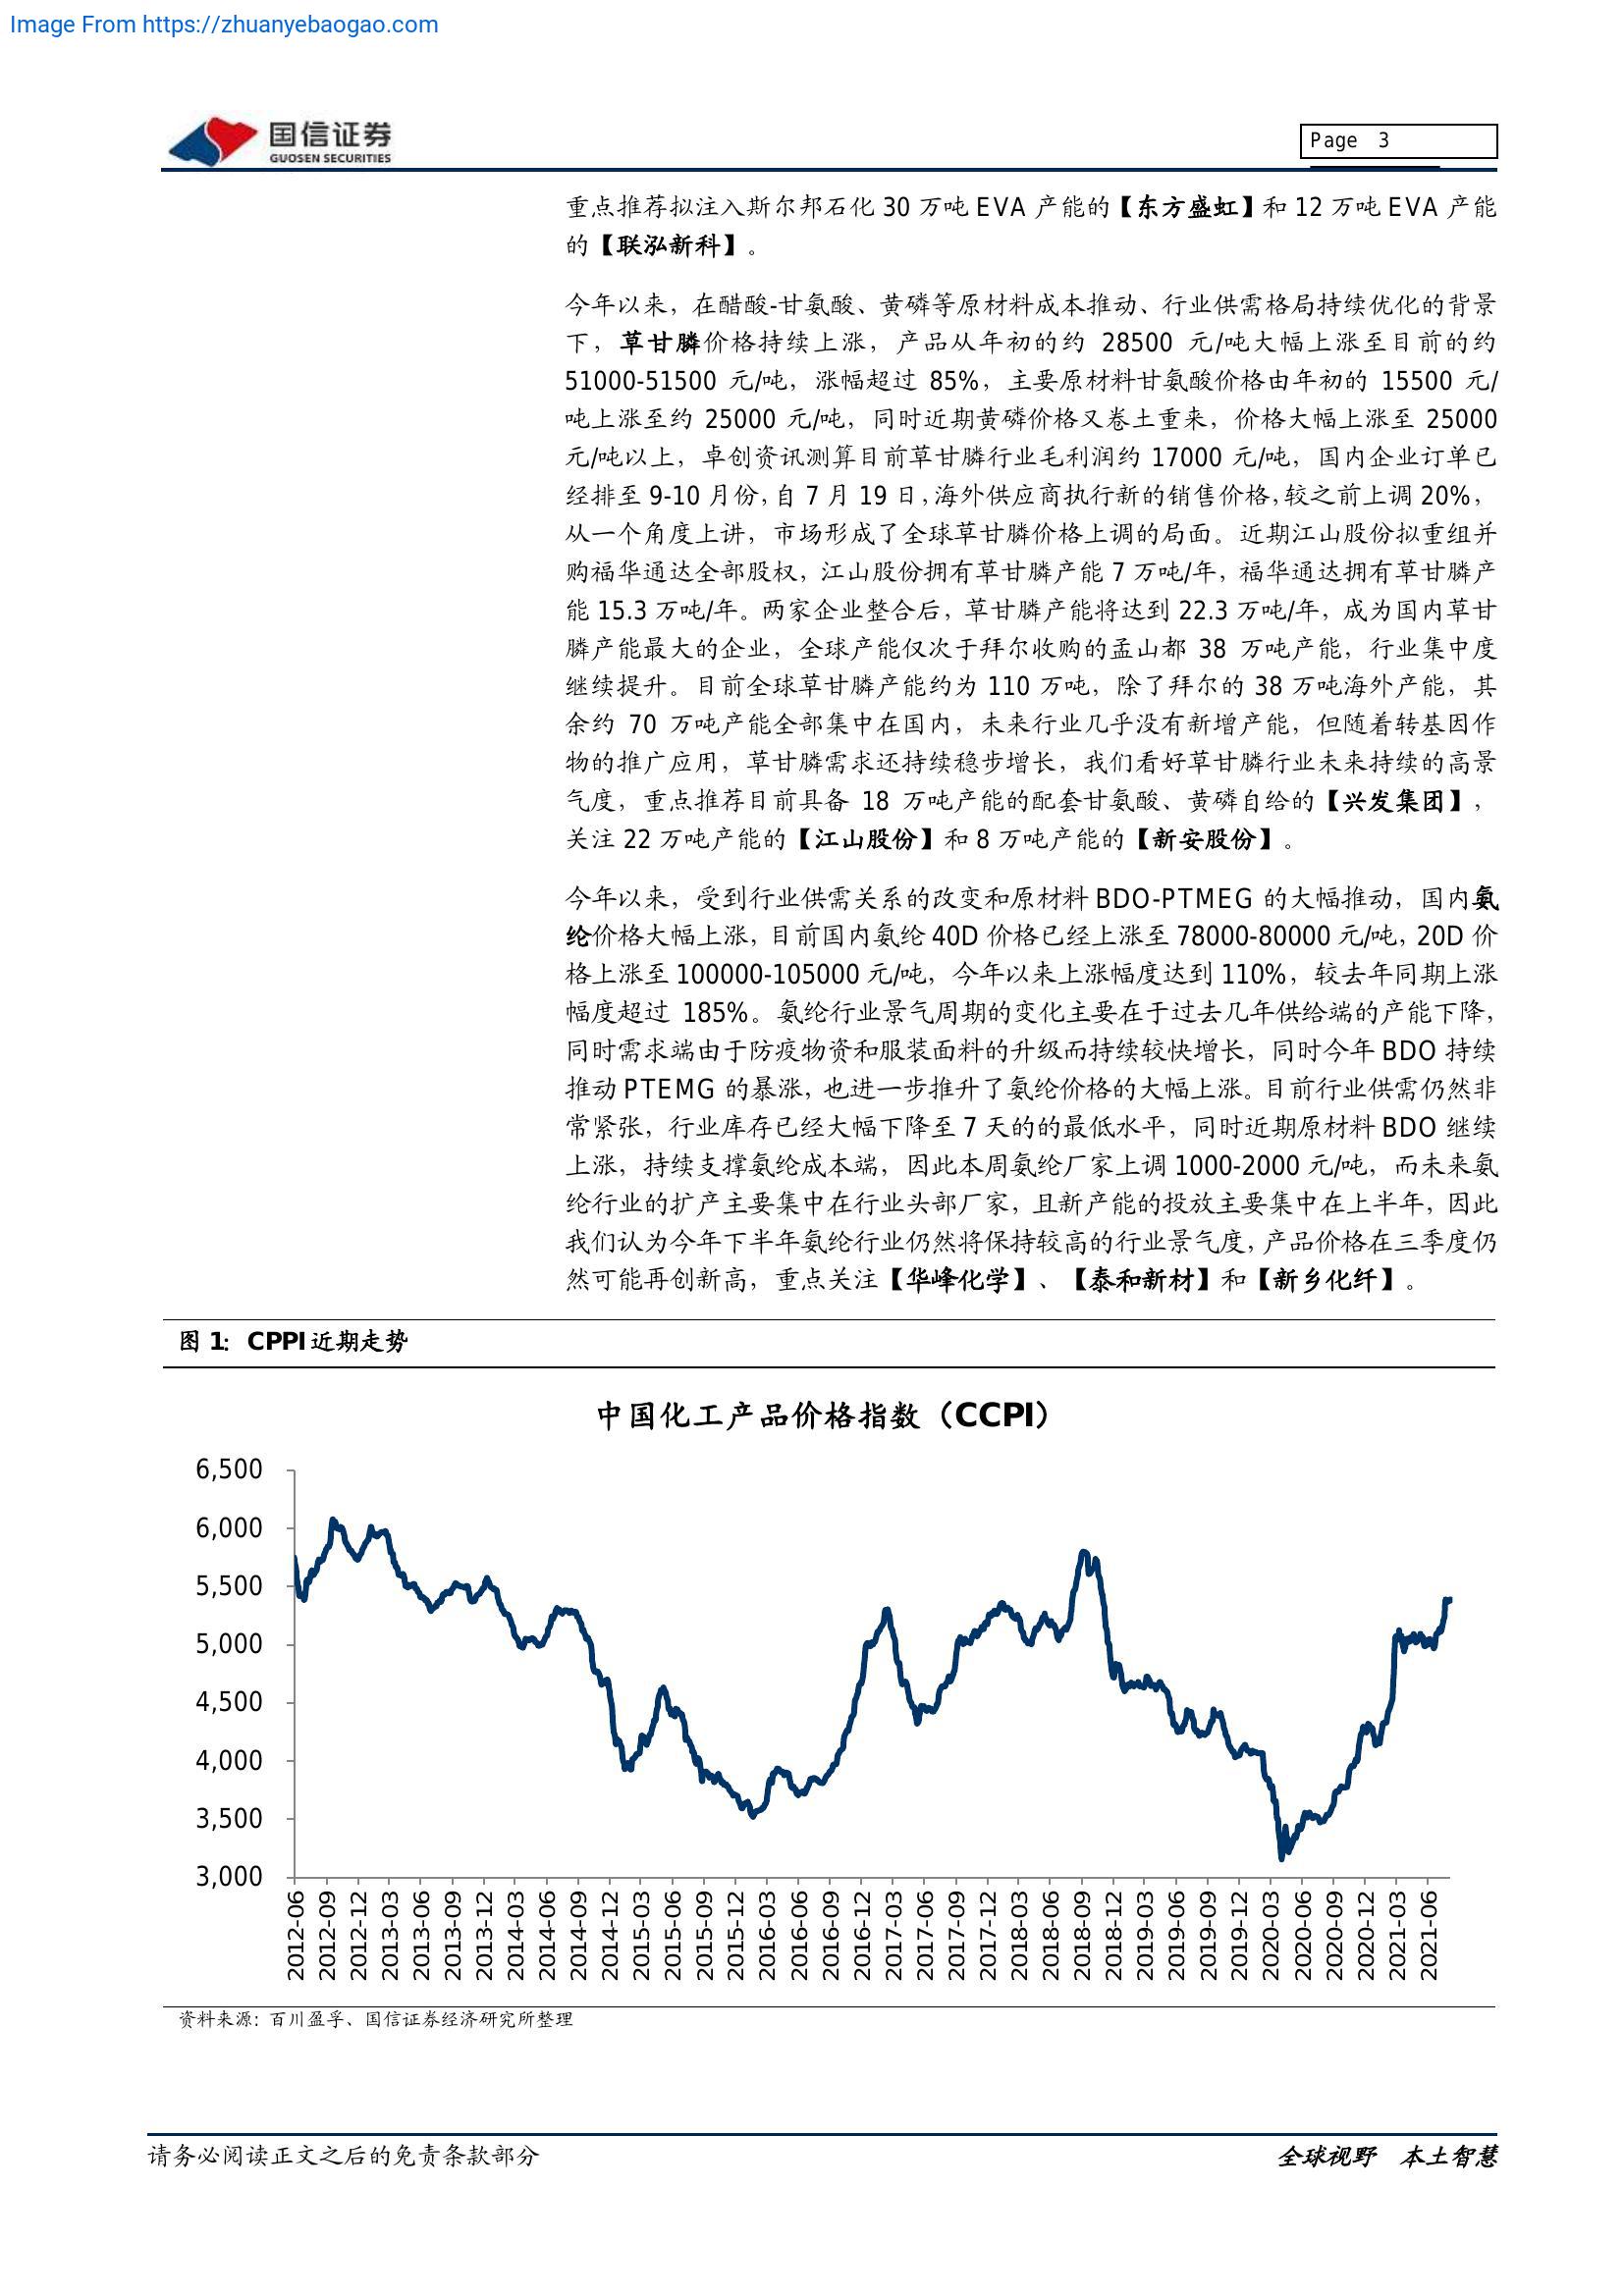 Image From https://zhuanyebaogao.com
国信证券
GUOSEN SECURITIES
Page 3
重点推荐拟注入斯尔邦石化 30 万吨 EVA 产能的【东方盛虹】和 12 万吨 EVA 产能
的【联泓新科】。
今年以来，在醋酸-甘氨酸、黄磷等原材料成本推动、行业供需格局持续优化的背景
下，草甘膦价格持续上涨，产品从年初的约 28500 元/吨大幅上涨至目前的约
51000-51500 元/吨，涨幅超过 85%，主要原材料甘氨酸价格由年初的 15500 元/
吨上涨至约 25000 元/吨，同时近期黄磷价格又卷土重来，价格大幅上涨至 25000
元/吨以上，卓创资讯测算目前草甘膦行业毛利润约 17000 元/吨，国内企业订单已
经排至 9-10 月份，自 7 月 19 日，海外供应商执行新的销售价格，较之前上调 20%，
从一个角度上讲，市场形成了全球草甘膦价格上调的局面。近期江山股份拟重组并
购福华通达全部股权，江山股份拥有草甘膦产能 7 万吨/年，福华通达拥有草甘膦产
能 15.3 万吨/年。两家企业整合后，草甘膦产能将达到 22.3 万吨/年，成为国内草甘
膦产能最大的企业，全球产能仅次于拜尔收购的孟山都 38 万吨产能，行业集中度
继续提升。目前全球草甘膦产能约为 110 万吨，除了拜尔的 38 万吨海外产能，其
余约 70 万吨产能全部集中在国内，未来行业几乎没有新增产能，但随着转基因作
物的推广应用，草甘膦需求还持续稳步增长，我们看好草甘膦行业未来持续的高景
气度，重点推荐目前具备 18 万吨产能的配套甘氨酸、黄磷自给的【兴发集团】，
关注 22 万吨产能的【江山股份】和 8 万吨产能的【新安股份】。
今年以来，受到行业供需关系的改变和原材料 BDO-PTMEG 的大幅推动，国内氨
纶价格大幅上涨，目前国内氨纶 40D 价格已经上涨至 78000-80000 元/吨，20D 价
格上涨至 100000-105000 元/吨，今年以来上涨幅度达到 110%，较去年同期上涨
幅度超过 185%。氨纶行业景气周期的变化主要在于过去几年供给端的产能下降，
同时需求端由于防疫物资和服装面料的升级而持续较快增长，同时今年 BDO 持续
推动 PTEMG 的暴涨，也进一步推升了氨纶价格的大幅上涨。目前行业供需仍然非
常紧张，行业库存已经大幅下降至 7 天的的最低水平，同时近期原材料 BDO 继续
上涨，持续支撑氨纶成本端，因此本周氨纶厂家上调 1000-2000 元/吨，而未来氨
纶行业的扩产主要集中在行业头部厂家，且新产能的投放主要集中在上半年，因此
我们认为今年下半年氨纶行业仍然将保持较高的行业景气度，产品价格在三季度仍
然可能再创新高，重点关注【华峰化学】、【泰和新材】和【新乡化纤】。
图 1：CPPI 近期走势
中国化工产品价格指数（CCPI）
6,500
6,000
5,500
5,000
4,500
4,000
3,500
3,000
2012-06
2012-09
2012-12
2013-03
2013-06
2013-09
2013-12
2014-03
2014-06
2014-09
2014-12
2015-03
2015-06
2015-09
2015-12
2016-03
2016-06
2016-09
2016-12
2017-03
2017-06
2017-09
2017-12
2018-03
2018-06
2018-09
2018-12
2019-03
2019-06
2019-09
2019-12
2020-03
2020-06
2020-09
2020-12
2021-03
2021-06
资料来源：百川盈孚、国信证券经济研究所整理
请务必阅读正文之后的免责条款部分
全球视野 本土智慧